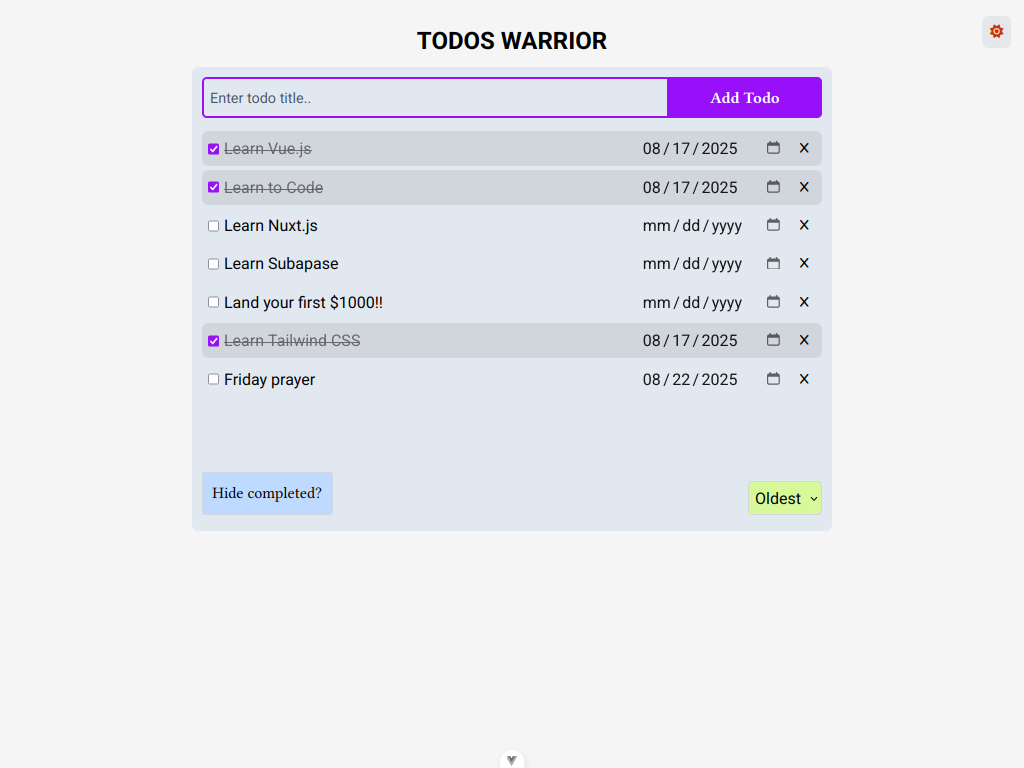 TODOS WARRIOR
Enter todo title..
Add Todo
Learn Vue.js 08/17/2025 X
Learn to Code 08/17/2025 X
Learn Nuxt.js mm/dd/yyyy X
Learn Subapase mm/dd/yyyy X
Land your first $1000!! mm/dd/yyyy X
Learn Tailwind CSS 08/17/2025 X
Friday prayer 08/22/2025 X
Hide completed?
Oldest